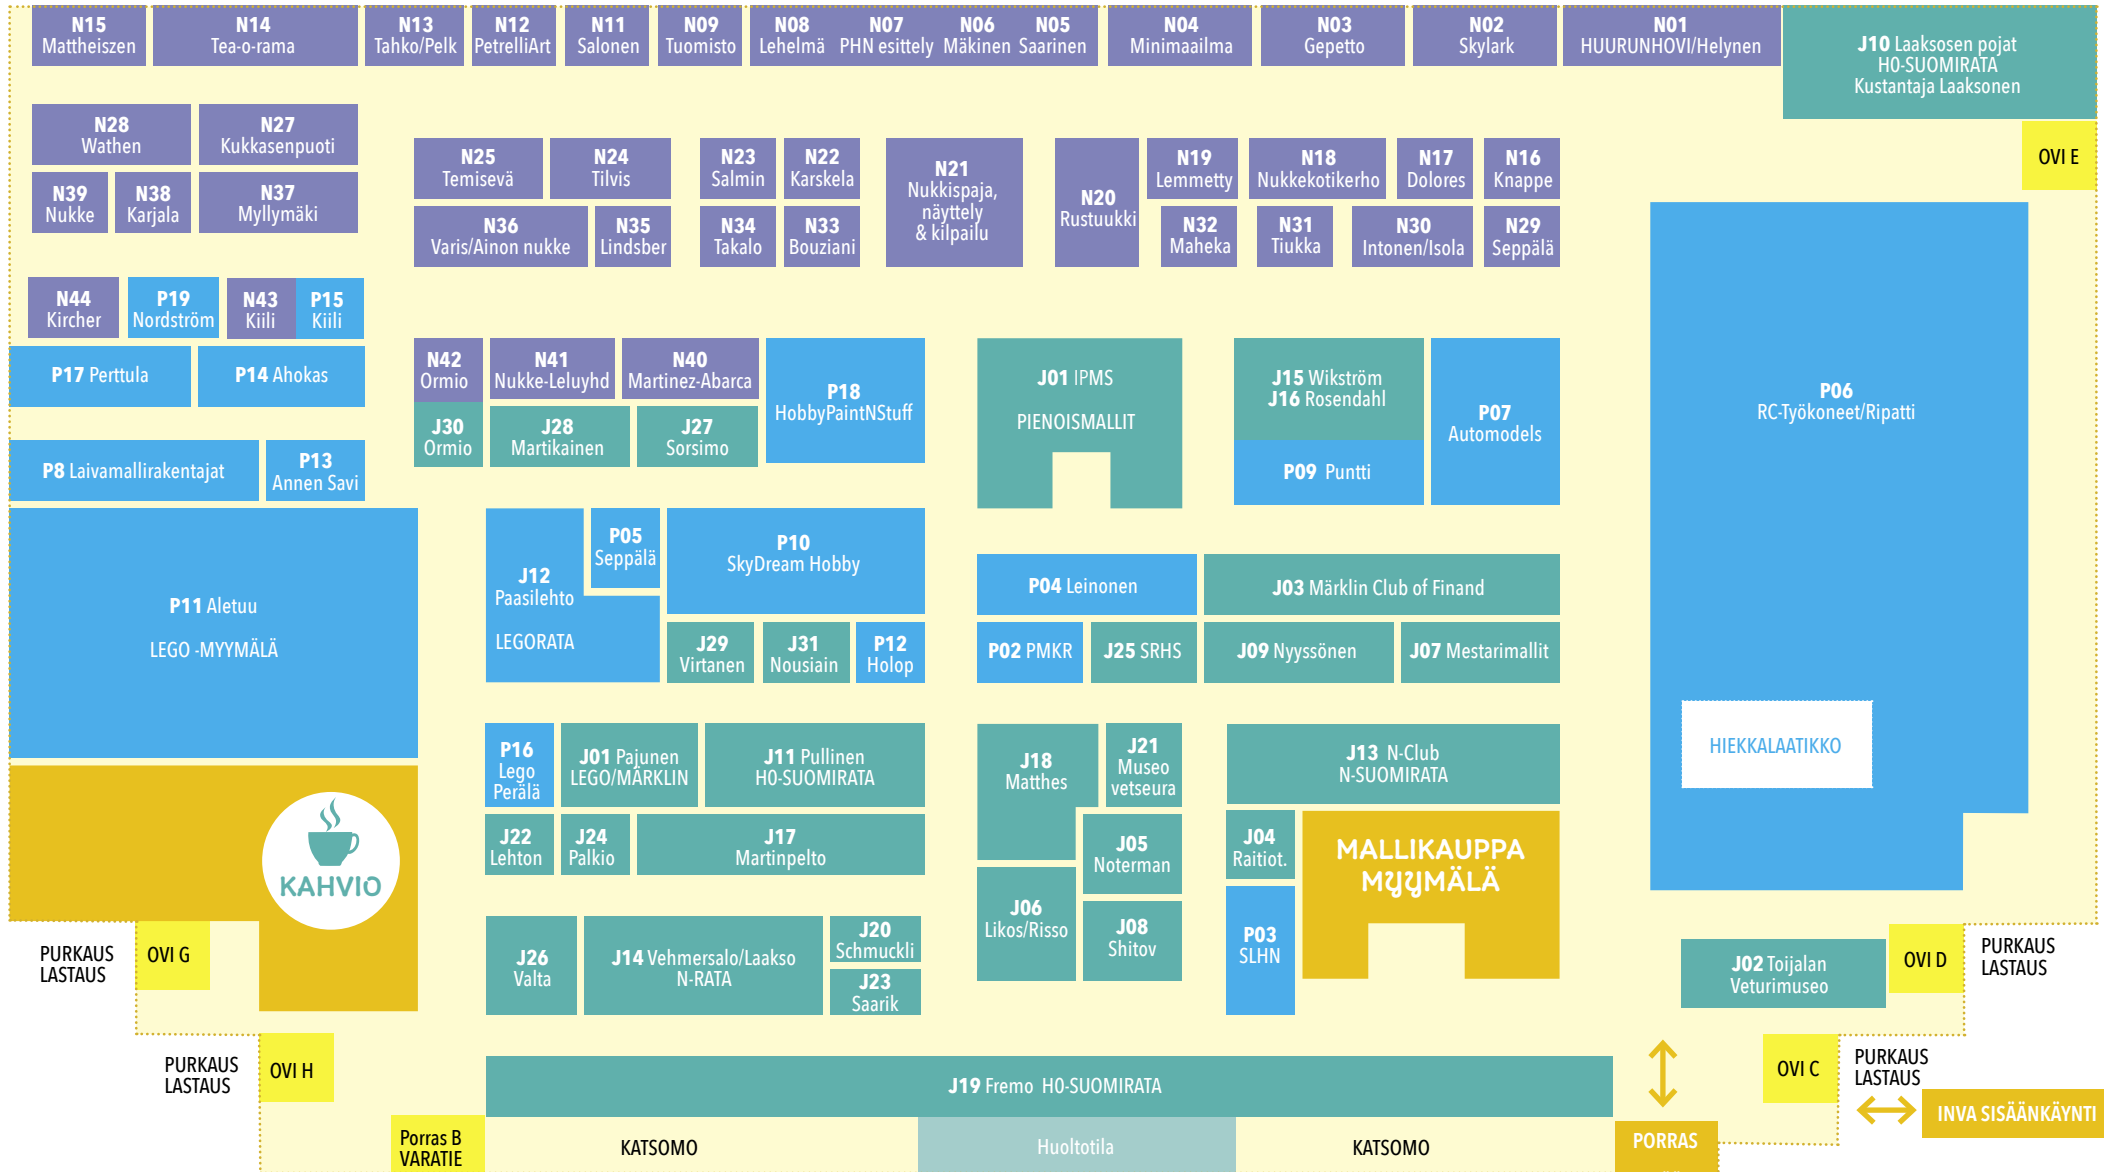 N15
Mattheiszen
N14
Tea-o-rama
N13
Tahko/Pelk
N12
PetrelliArt
N11
Salonen
N09
Tuomisto
N08
Lehelmä
N07
PHN esittely
N06
Mäkinen
N05
Saarinen
N04
Minimaailma
N03
Gepetto
N02
Skylark
N01
HUURUNHOVI/Helynen
J10 Laaksosen pojat
H0-SUOMIRATA
Kustantaja Laaksonen
OVI E
N28
Wathen
N27
Kukkasenpuoti
N39
Nukke
N38
Karjala
N37
Myllymäki
N25
Temisevä
N24
Tilvis
N23
Salmin
N22
Karskela
N21
Nukkispaja,
näyttely
& kilpailu
N20
Rustuukki
N19
Lemmetty
N18
Nukkekotikerho
N17
Dolores
N16
Knappe
N36
Varis/Ainon nukke
N35
Lindsber
N34
Takalo
N33
Bouziani
N32
Maheka
N31
Tiukka
N30
Intonen/Isola
N29
Seppälä
N44
Kircher
P19
Nordström
N43
Kiili
P15
Kiili
P17 Perttula
P14 Ahokas
N42
Ormio
N41
Nukke-Leluyhd
N40
Martinez-Abarca
P18
HobbyPaintNStuff
J30
Ormio
J28
Martikainen
J27
Sorsimo
J01 IPMS
PIENOISMALLIT
J15 Wikström
J16 Rosendahl
P09 Puntti
P07
Automodels
P06
RC-Työkoneet/Ripatti
HIEKKALAATIKKO
P8 Laivamallirakentajat
P13
Annen Savi
P11 Aletuu
LEGO -MYYMÄLÄ
J12
Paasilehto
LEGORATA
P05
Seppälä
P10
SkyDream Hobby
J29
Virtanen
J31
Nousiain
P12
Holop
P04 Leinonen
J03 Märklin Club of Finand
P02 PMKR
J25 SRHS
J09 Nyyssönen
J07 Mestarimallit
P16
Lego
Perälä
J01 Pajunen
LEGO/MÄRKLIN
J11 Pullinen
H0-SUOMIRATA
J22
Lehton
J24
Palkio
J17
Martinpelto
J18
Matthes
J21
Museo
vetseura
J05
Noterman
J06
Likos/Risso
J08
Shitov
J13 N-Club
N-SUOMIRATA
J04
Raitiot.
P03
SLHN
MALLIKAUPPA
MYYMÄLÄ
KAHVIO
J26
Valta
J14 Vehmersalo/Laakso
N-RATA
J20
Schmuckli
J23
Saarik
J02 Toijalan
Veturimuseo
OVI D
PURKAUS
LASTAUS
PURKAUS
LASTAUS
OVI G
PURKAUS
LASTAUS
OVI H
J19 Fremo H0-SUOMIRATA
OVI C
PURKAUS
LASTAUS
INVA SISÄÄNKÄYNTI
Porras B
VARATIE
KATSOMO
Huoltotila
KATSOMO
PORRAS